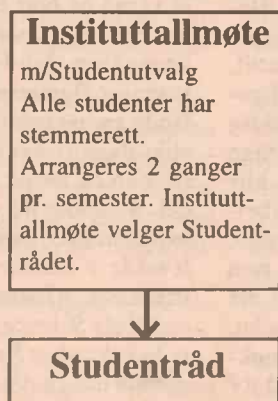 Instituttallmøte
m/Studentutvalg
Alle studenter har
stemmerett.
Arrangeres 2 ganger
pr. semester. Institutt-
allmøte velger Student-
rådet.
Studentråd